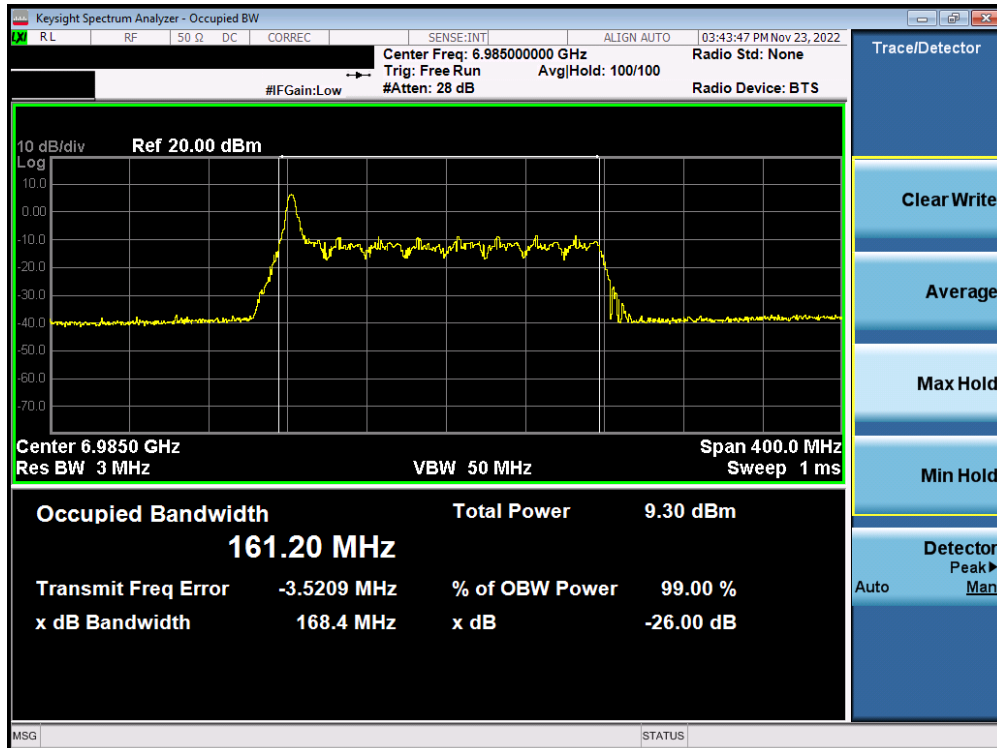 Keysight Spectrum Analyzer - Occupied BW
LXI RL RF 50 Ω DC CORREC SENSE:INT ALIGN AUTO 03:43:47 PM Nov 23, 2022
Center Freq: 6.985000000 GHz Radio Std: None
Trig: Free Run Avg|Hold: 100/100
#IFGain:Low #Atten: 28 dB Radio Device: BTS
10 dB/div Ref 20.00 dBm
Log
10.0
0.00
-10.0
-20.0
-30.0
-40.0
-50.0
-60.0
-70.0
Center 6.9850 GHz Span 400.0 MHz
Res BW 3 MHz VBW 50 MHz Sweep 1 ms
Occupied Bandwidth Total Power 9.30 dBm
161.20 MHz
Transmit Freq Error -3.5209 MHz % of OBW Power 99.00 %
x dB Bandwidth 168.4 MHz x dB -26.00 dB
MSG STATUS
Trace/Detector
Clear Write
Average
Max Hold
Min Hold
Detector
Peak▶
Auto Man